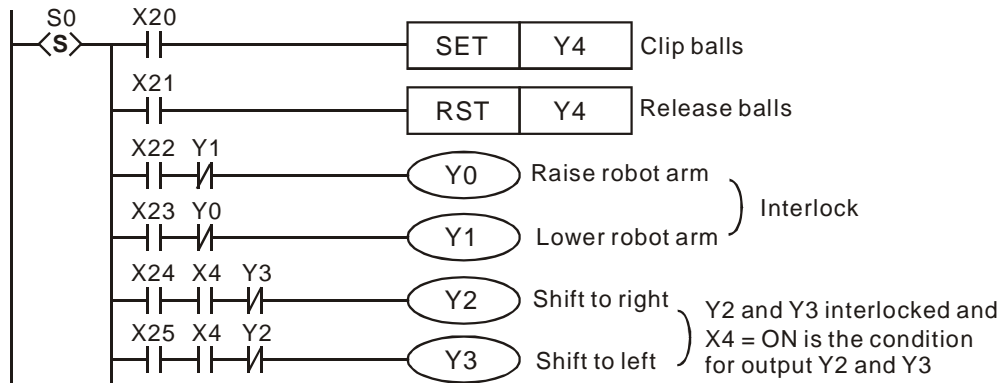 S0 X20
S SET Y4 Clip balls
X21
RST Y4 Release balls
X22 Y1
Y0 Raise robot arm
Interlock
X23 Y0
Y1 Lower robot arm
X24 X4 Y3
Y2 Shift to right
Y2 and Y3 interlocked and
X4 = ON is the condition
for output Y2 and Y3
X25 X4 Y2
Y3 Shift to left